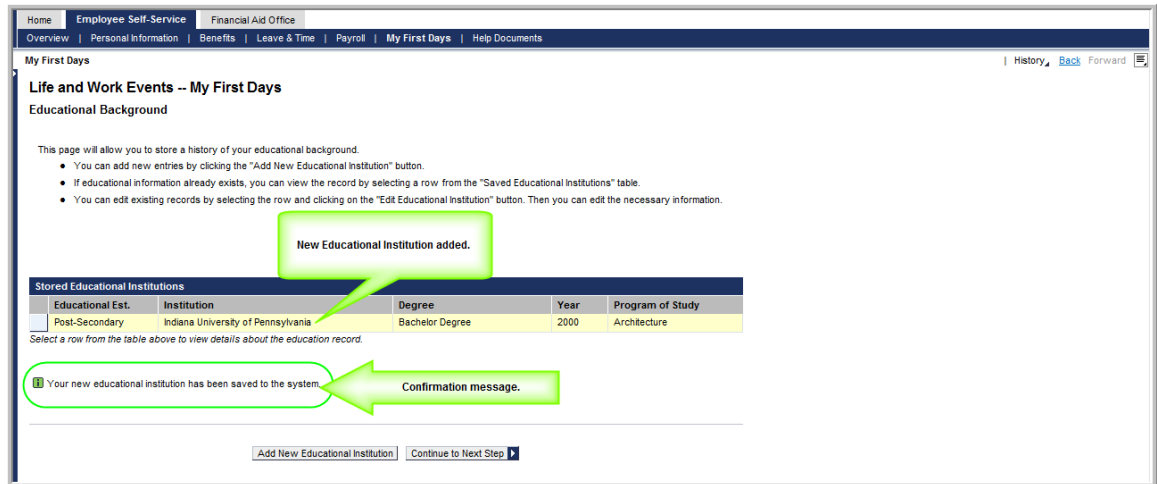 Home Employee Self-Service Financial Aid Office
Overview | Personal Information | Benefits | Leave & Time | Payroll | My First Days | Help Documents
My First Days | History Back Forward
Life and Work Events -- My First Days
Educational Background
This page will allow you to store a history of your educational background.
• You can add new entries by clicking the "Add New Educational Institution" button.
• If educational information already exists, you can view the record by selecting a row from the "Saved Educational Institutions" table.
• You can edit existing records by selecting the row and clicking on the "Edit Educational Institution" button. Then you can edit the necessary information.
New Educational Institution added.
Stored Educational Institutions
Educational Est. Institution Degree Year Program of Study
Post-Secondary Indiana University of Pennsylvania Bachelor Degree 2000 Architecture
Select a row from the table above to view details about the education record.
Your new educational institution has been saved to the system.
Confirmation message.
Add New Educational Institution Continue to Next Step